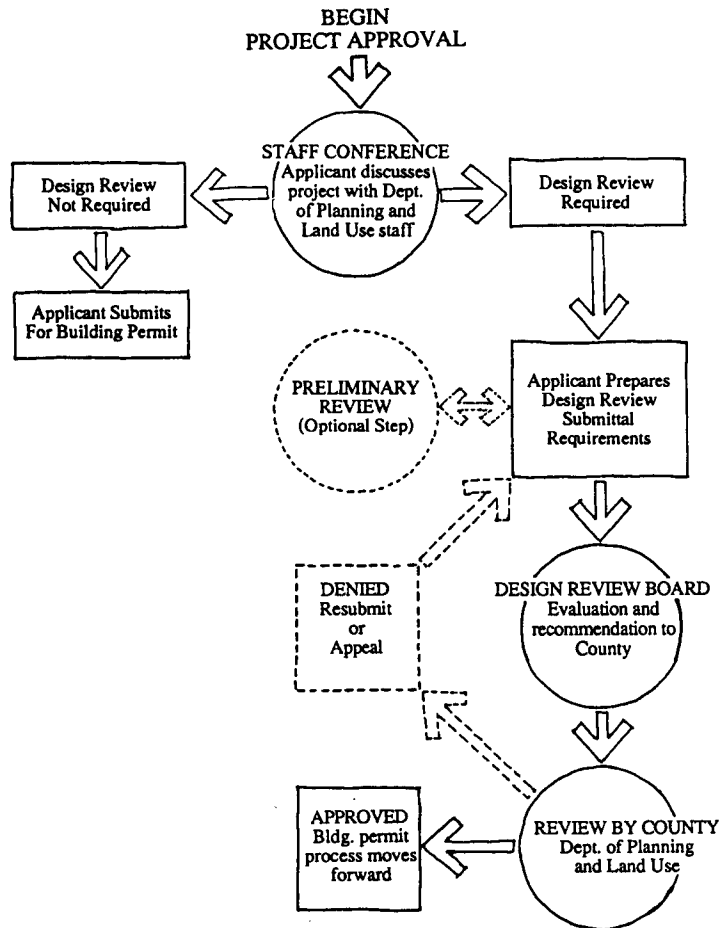 BEGIN
PROJECT APPROVAL
STAFF CONFERENCE
Applicant discusses
project with Dept.
of Planning and
Land Use staff
Design Review
Not Required
Design Review
Required
Applicant Submits
For Building Permit
PRELIMINARY
REVIEW
(Optional Step)
Applicant Prepares
Design Review
Submittal
Requirements
DENIED
Resubmit
or
Appeal
DESIGN REVIEW BOARD
Evaluation and
recommendation to
County
APPROVED
Bldg. permit
process moves
forward
REVIEW BY COUNTY
Dept. of Planning
and Land Use